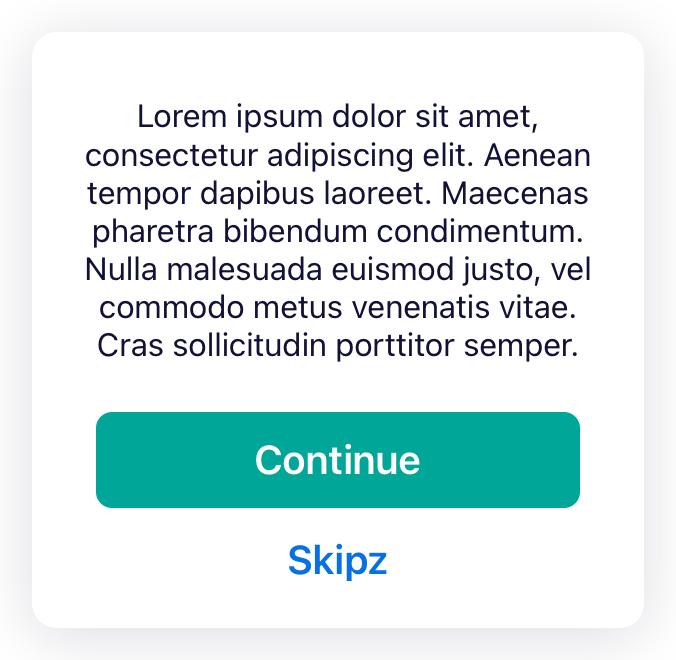 Lorem ipsum dolor sit amet,
consectetur adipiscing elit. Aenean
tempor dapibus laoreet. Maecenas
pharetra bibendum condimentum.
Nulla malesuada euismod justo, vel
commodo metus venenatis vitae.
Cras sollicitudin porttitor semper.
Continue
Skipz